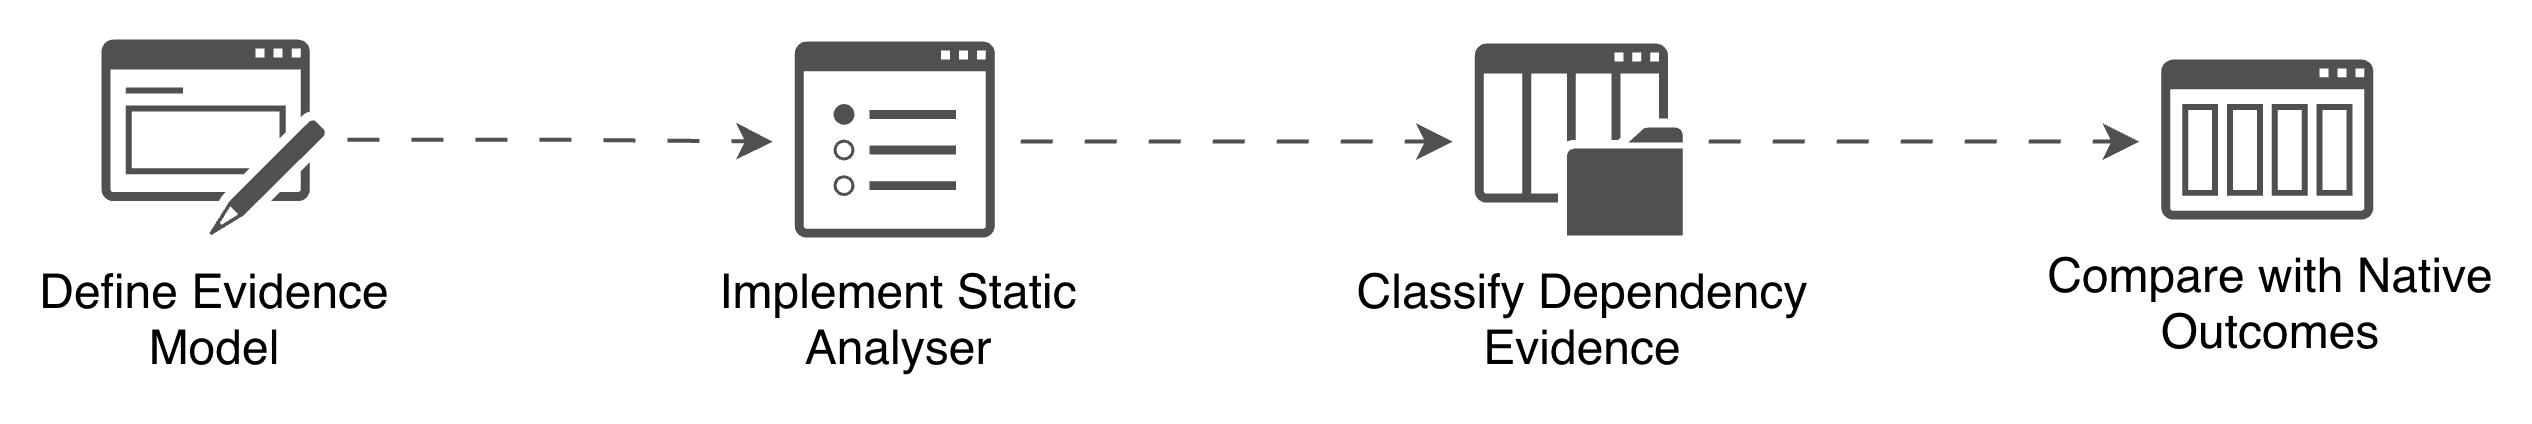 Define Evidence
Model
Implement Static
Analyser
Classify Dependency
Evidence
Compare with Native
Outcomes